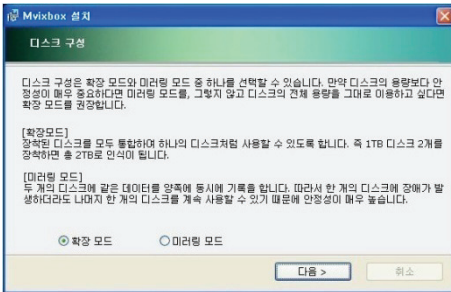 Mvixbox 설치
디스크 구성
디스크 구성은 확장 모드와 미러링 모드 중 하나를 선택할 수 있습니다. 만약 디스크의 용량보다 안
정성이 매우 중요하다면 미러링 모드를, 그렇지 않고 디스크의 전체 용량을 그대로 이용하고 싶다면
확장 모드를 권장합니다.
[확장모드]
장착된 디스크를 모두 통합하여 하나의 디스크처럼 사용할 수 있도록 합니다. 즉 1TB 디스크 2개를
장착하면 총 2TB로 인식이 됩니다.
[미러링 모드]
두 개의 디스크에 같은 데이터를 양쪽에 동시에 기록을 합니다. 따라서 한 개의 디스크에 장애가 발
생하더라도 나머지 한 개의 디스크를 계속 사용할 수 있기 때문에 안정성이 매우 높습니다.
확장 모드 미러링 모드
다음 > 취소